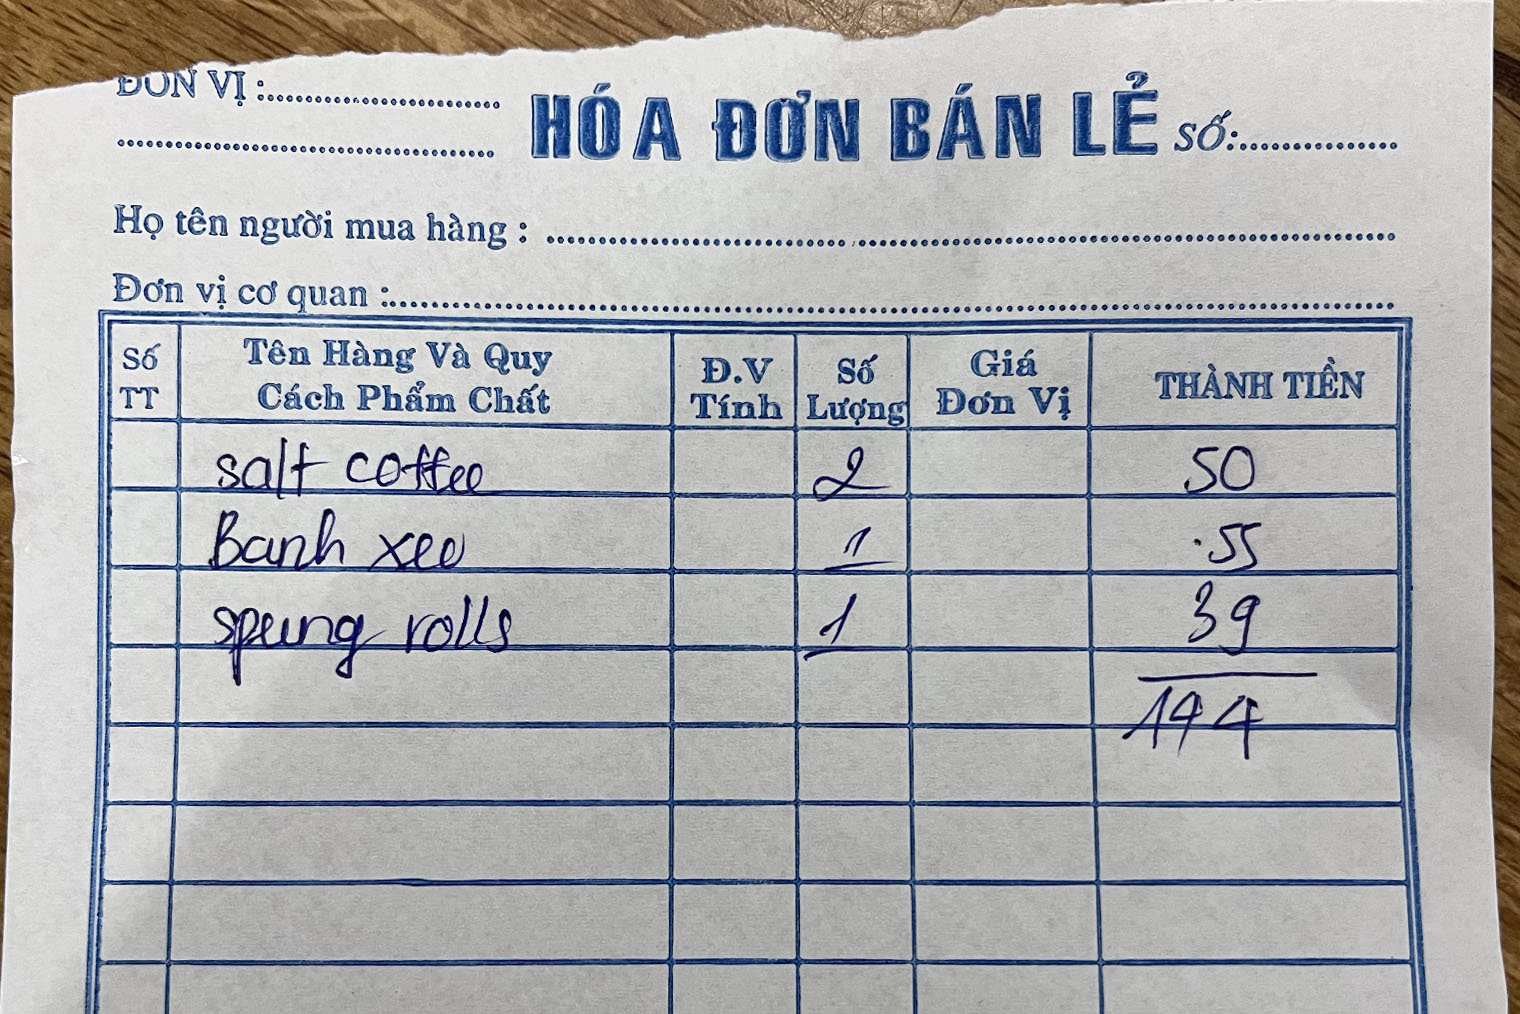 ĐƠN VỊ :
HÓA ĐƠN BÁN LẺ Số:
Họ tên người mua hàng :
Đơn vị cơ quan :
Số TT Tên Hàng Và Quy Cách Phẩm Chất Đ.V Tính Số Lượng Giá Đơn Vị THÀNH TIỀN
salt coffee 2 50
Banh xeo 1 55
spring rolls 1 39
144